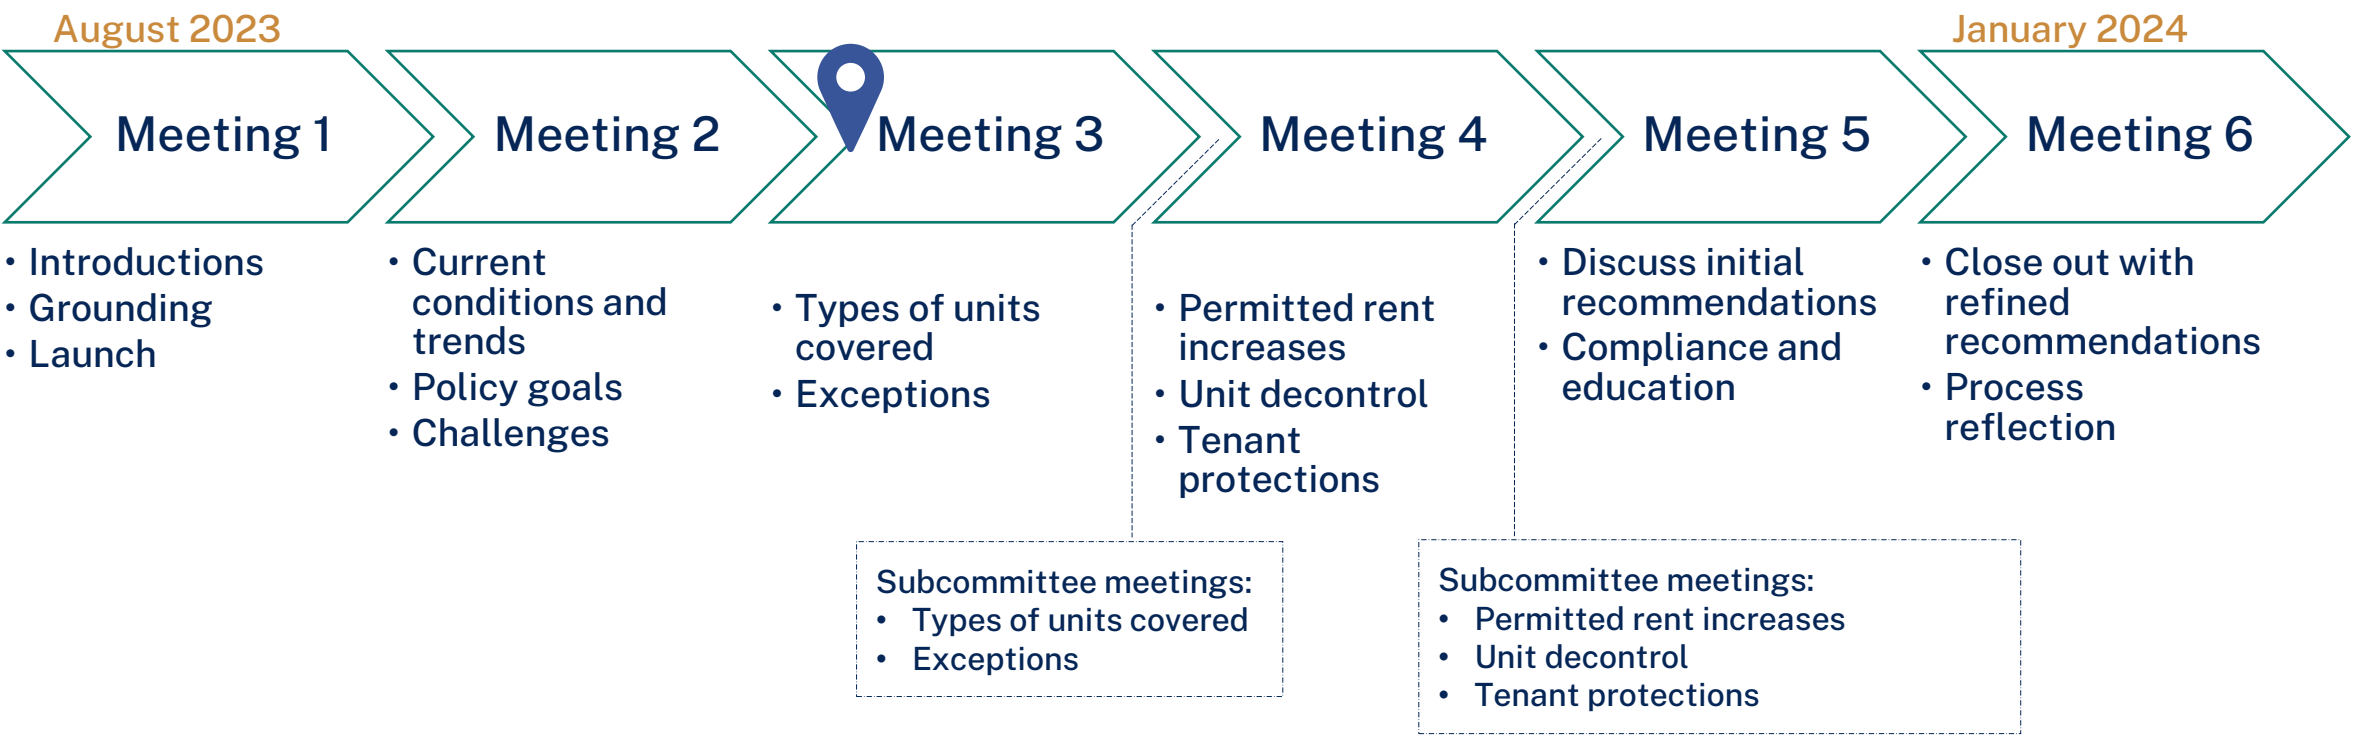 August 2023
January 2024
Meeting 1
Meeting 2
Meeting 3
Meeting 4
Meeting 5
Meeting 6
• Introductions
• Grounding
• Launch
• Current
conditions and
trends
• Policy goals
• Challenges
• Types of units
covered
• Exceptions
• Permitted rent
increases
• Unit decontrol
• Tenant
protections
• Discuss initial
recommendations
• Compliance and
education
• Close out with
refined
recommendations
• Process
reflection
Subcommittee meetings:
• Types of units covered
• Exceptions
Subcommittee meetings:
• Permitted rent increases
• Unit decontrol
• Tenant protections